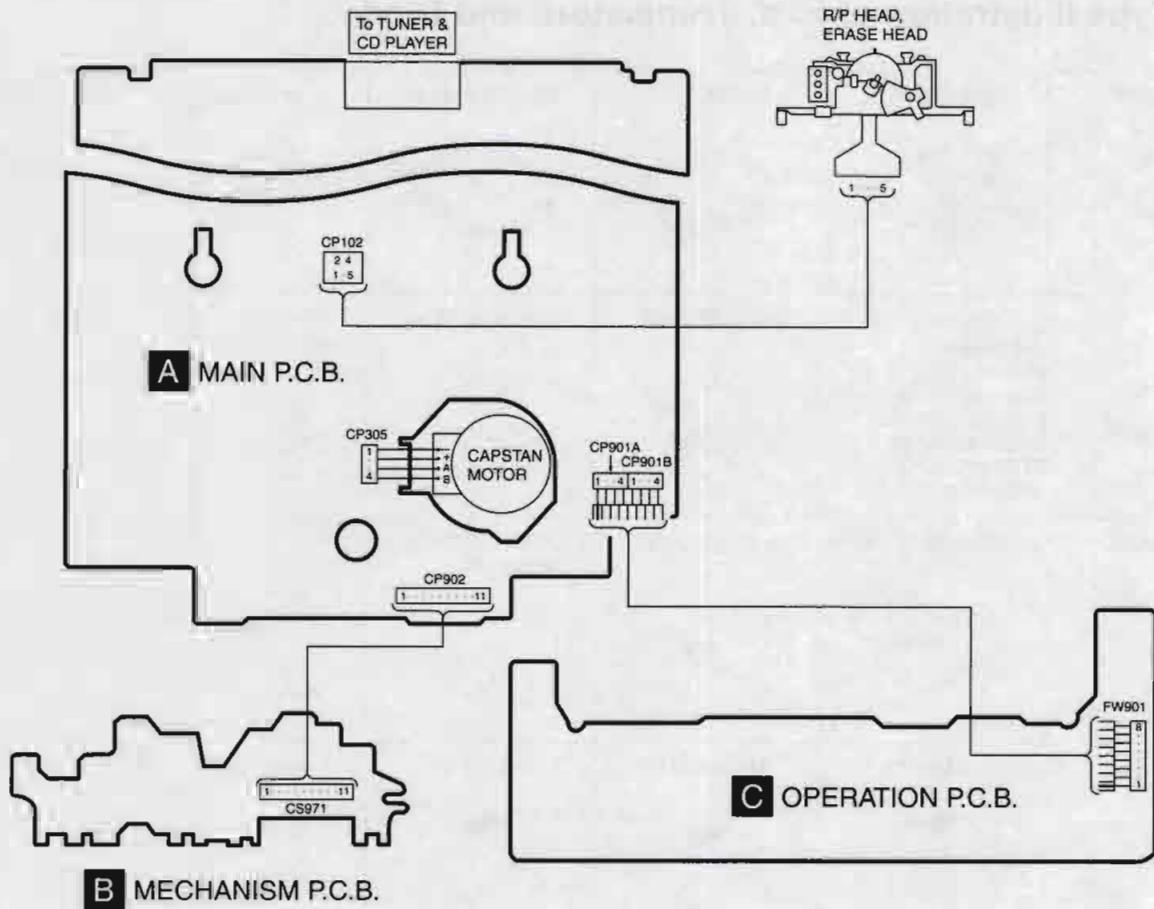 To TUNER &
CD PLAYER
R/P HEAD,
ERASE HEAD
1 5
CP102
2 4
1 5
A MAIN P.C.B.
CP305
1
4
-
+
A
B
CAPSTAN
MOTOR
CP901A
CP901B
1 4 1 4
CP902
1 11
FW901
8
1
1 11
CS971
C OPERATION P.C.B.
B MECHANISM P.C.B.